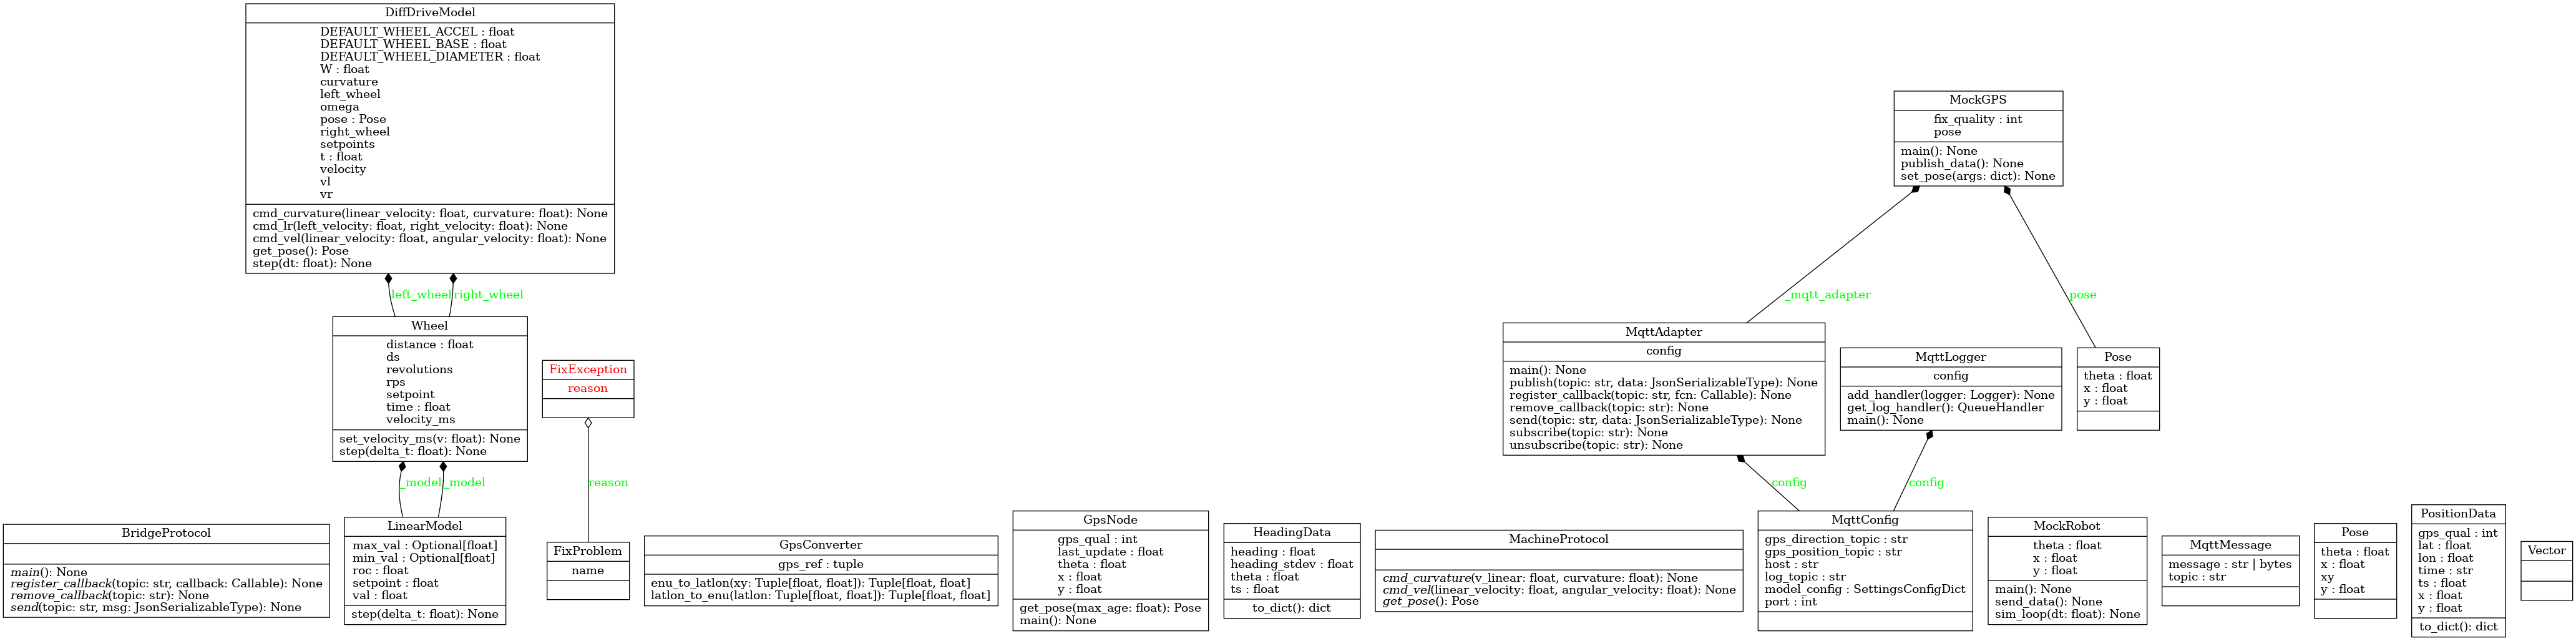 DiffDriveModel
DEFAULT_WHEEL_ACCEL : float
DEFAULT_WHEEL_BASE : float
DEFAULT_WHEEL_DIAMETER : float
W : float
curvature
left_wheel
omega
pose : Pose
right_wheel
setpoints
t : float
velocity
vl
vr
cmd_curvature(linear_velocity: float, curvature: float): None
cmd_lr(left_velocity: float, right_velocity: float): None
cmd_vel(linear_velocity: float, angular_velocity: float): None
get_pose(): Pose
step(dt: float): None
MockGPS
fix_quality : int
pose
main(): None
publish_data(): None
set_pose(args: dict): None
left_wheel
right_wheel
_mqtt_adapter
pose
Wheel
distance : float
ds
revolutions
rps
setpoint
time : float
velocity_ms
set_velocity_ms(v: float): None
step(delta_t: float): None
FixException
reason
MqttAdapter
config
main(): None
publish(topic: str, data: JsonSerializableType): None
register_callback(topic: str, fcn: Callable): None
remove_callback(topic: str): None
send(topic: str, data: JsonSerializableType): None
subscribe(topic: str): None
unsubscribe(topic: str): None
MqttLogger
config
add_handler(logger: Logger): None
get_log_handler(): QueueHandler
main(): None
Pose
theta : float
x : float
y : float
_model
_model
reason
config
config
BridgeProtocol
main(): None
register_callback(topic: str, callback: Callable): None
remove_callback(topic: str): None
send(topic: str, msg: JsonSerializableType): None
LinearModel
max_val : Optional[float]
min_val : Optional[float]
roc : float
setpoint : float
val : float
step(delta_t: float): None
FixProblem
name
GpsConverter
gps_ref : tuple
enu_to_latlon(xy: Tuple[float, float]): Tuple[float, float]
latlon_to_enu(latlon: Tuple[float, float]): Tuple[float, float]
GpsNode
gps_qual : int
last_update : float
theta : float
x : float
y : float
get_pose(max_age: float): Pose
main(): None
HeadingData
heading : float
heading_stdev : float
theta : float
ts : float
to_dict(): dict
MachineProtocol
cmd_curvature(v_linear: float, curvature: float): None
cmd_vel(linear_velocity: float, angular_velocity: float): None
get_pose(): Pose
MqttConfig
gps_direction_topic : str
gps_position_topic : str
host : str
log_topic : str
model_config : SettingsConfigDict
port : int
MockRobot
theta : float
x : float
y : float
main(): None
send_data(): None
sim_loop(dt: float): None
MqttMessage
message : str | bytes
topic : str
Pose
theta : float
x : float
xy
y : float
PositionData
gps_qual : int
lat : float
lon : float
time : str
ts : float
x : float
y : float
to_dict(): dict
Vector